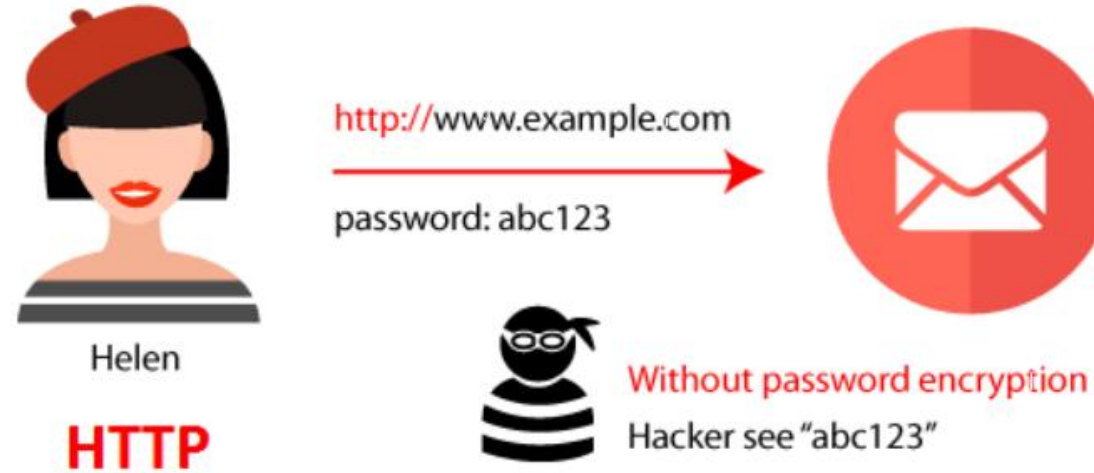 http://www.example.com
password: abc123
Helen
HTTP
Without password encryption
Hacker see "abc123"